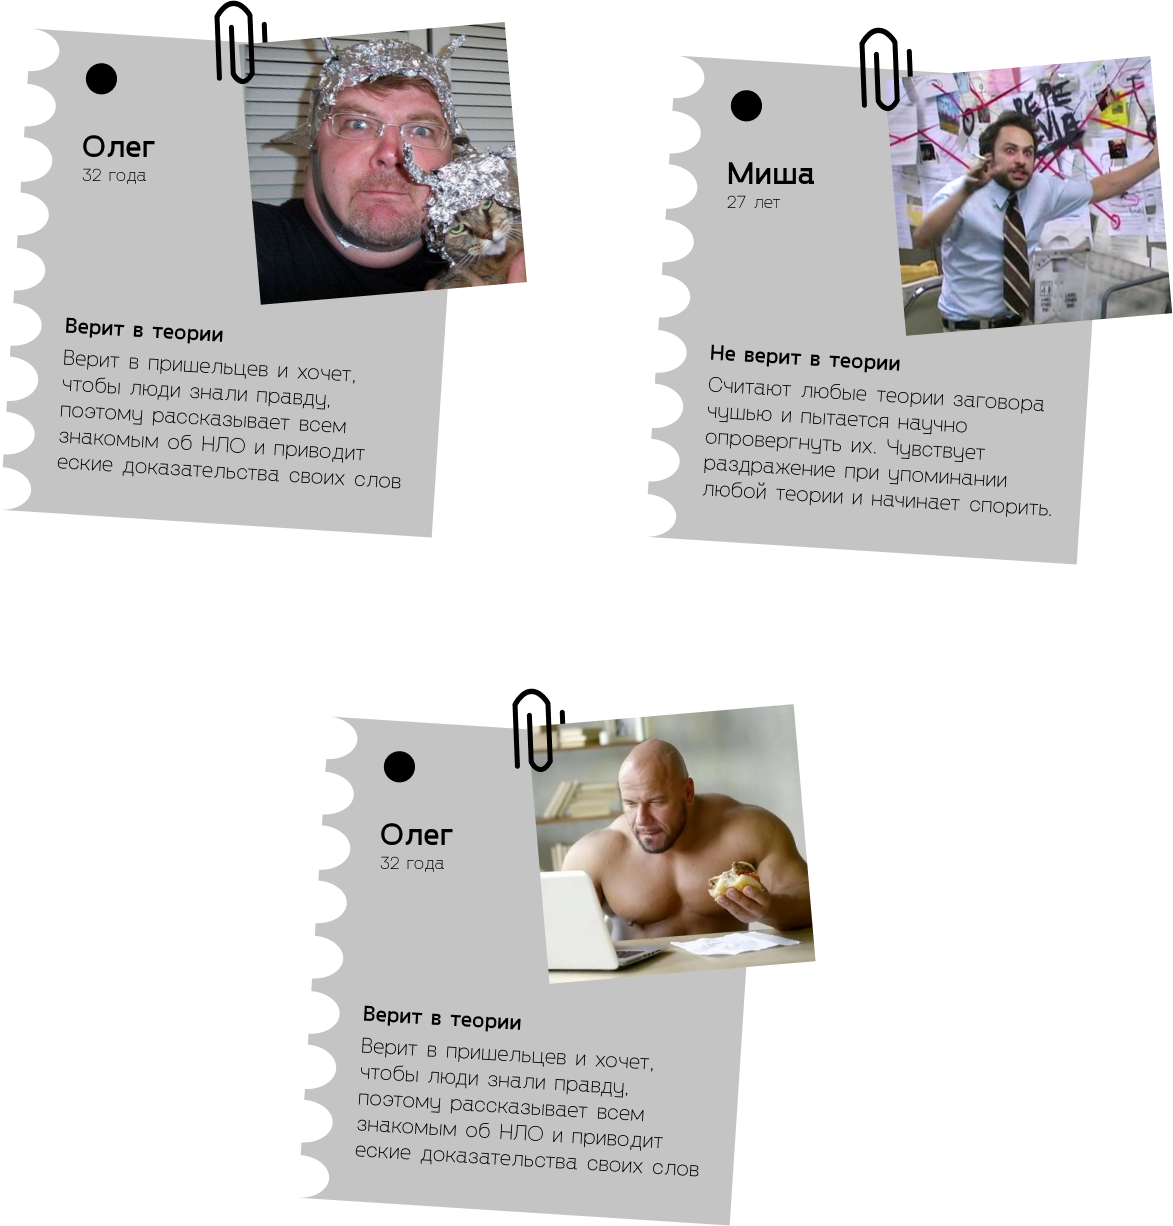 Олег
32 года
Верит в теории
Верит в пришельцев и хочет,
чтобы люди знали правду,
поэтому рассказывает всем
знакомым об НЛО и приводит
еские доказательства своих слов
Миша
27 лет
PEPE
SILVIA
Не верит в теории
Считают любые теории заговора
чушью и пытается научно
опровергнуть их. Чувствует
раздражение при упоминании
любой теории и начинает спорить.
Олег
32 года
Верит в теории
Верит в пришельцев и хочет,
чтобы люди знали правду,
поэтому рассказывает всем
знакомым об НЛО и приводит
еские доказательства своих слов